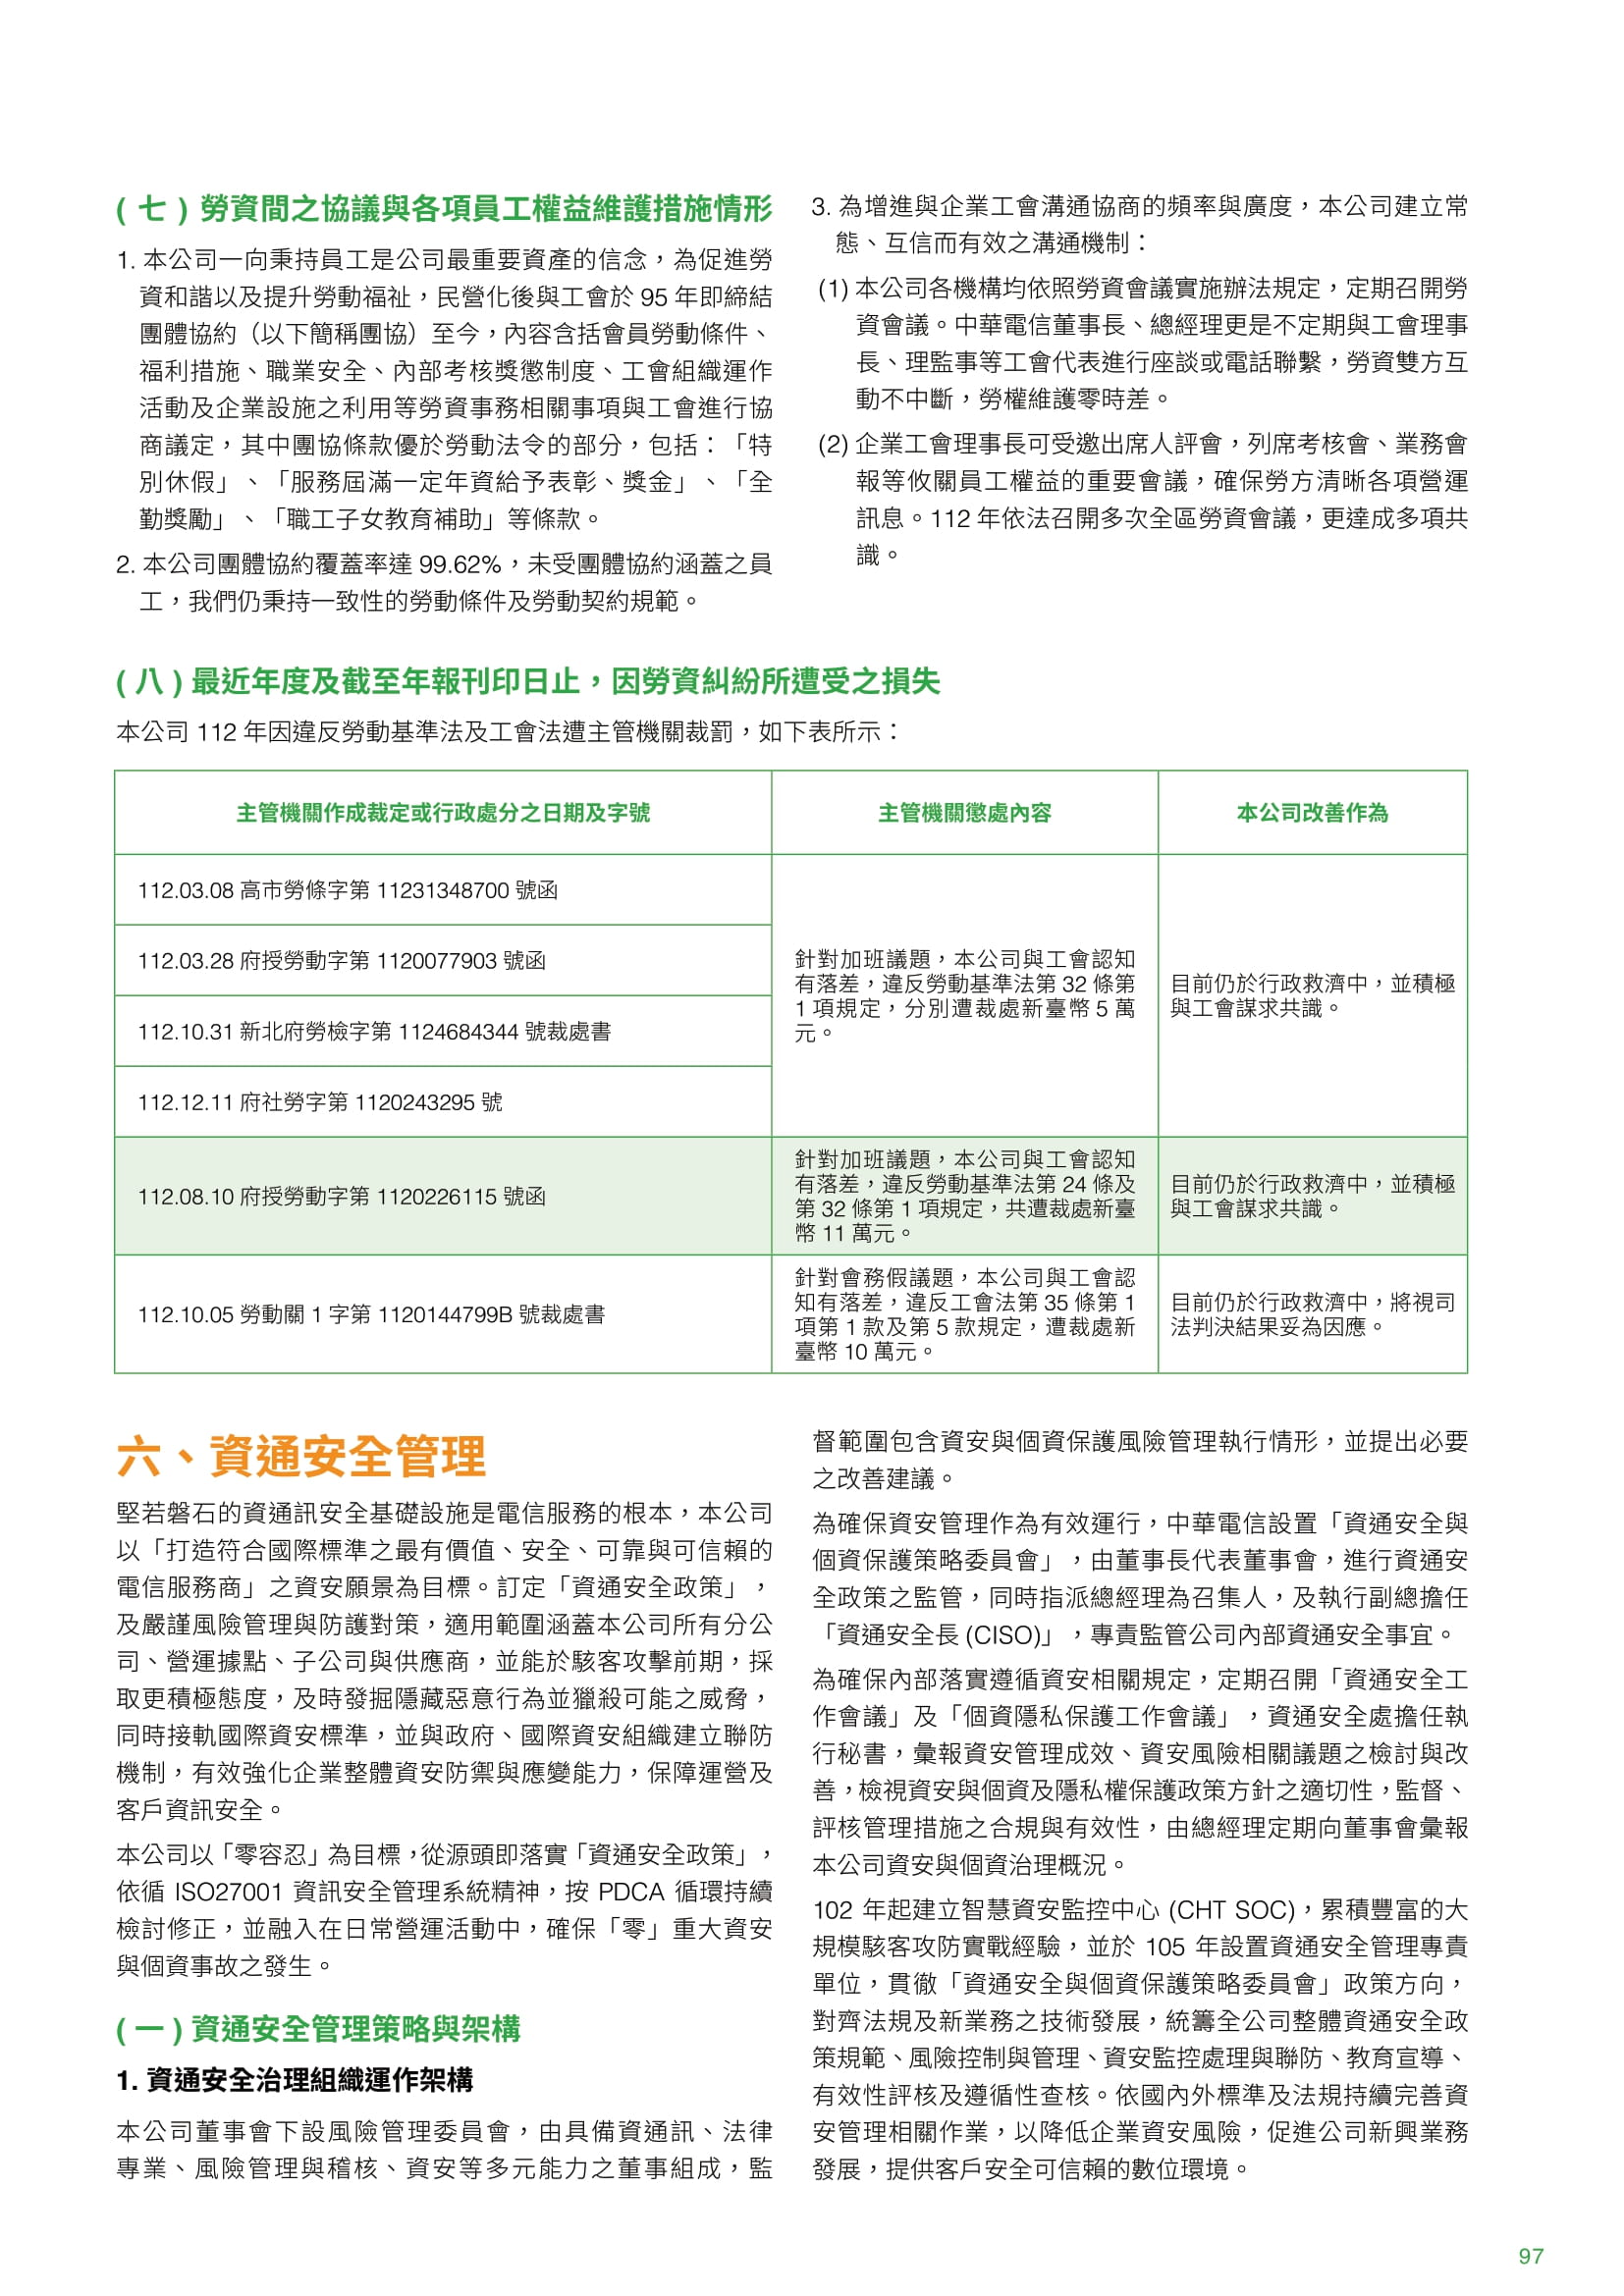 ( 七 ) 勞資間之協議與各項員工權益維護措施情形
1. 本公司一向秉持員工是公司最重要資產的信念，為促進勞
資和諧以及提升勞動福祉，民營化後與工會於 95 年即締結
團體協約（以下簡稱團協）至今，內容含括會員勞動條件、
福利措施、職業安全、內部考核獎懲制度、工會組織運作
活動及企業設施之利用等勞資事務相關事項與工會進行協
商議定，其中團協條款優於勞動法令的部分，包括：「特
別休假」、「服務屆滿一定年資給予表彰、獎金」、「全
勤獎勵」、「職工子女教育補助」等條款。
2. 本公司團體協約覆蓋率達 99.62%，未受團體協約涵蓋之員
工，我們仍秉持一致性的勞動條件及勞動契約規範。
3. 為增進與企業工會溝通協商的頻率與廣度，本公司建立常
態、互信而有效之溝通機制：
(1) 本公司各機構均依照勞資會議實施辦法規定，定期召開勞
資會議。中華電信董事長、總經理更是不定期與工會理事
長、理監事等工會代表進行座談或電話聯繫，勞資雙方互
動不中斷，勞權維護零時差。
(2) 企業工會理事長可受邀出席人評會，列席考核會、業務會
報等攸關員工權益的重要會議，確保勞方清晰各項營運
訊息。112 年依法召開多次全區勞資會議，更達成多項共
識。
( 八 ) 最近年度及截至年報刊印日止，因勞資糾紛所遭受之損失
本公司 112 年因違反勞動基準法及工會法遭主管機關裁罰，如下表所示：
主管機關作成裁定或行政處分之日期及字號
主管機關懲處內容
本公司改善作為
112.03.08 高市勞條字第 11231348700 號函
112.03.28 府授勞動字第 1120077903 號函
112.10.31 新北府勞檢字第 1124684344 號裁處書
112.12.11 府社勞字第 1120243295 號
針對加班議題，本公司與工會認知
有落差，違反勞動基準法第 32 條第
1 項規定，分別遭裁處新臺幣 5 萬
元。
目前仍於行政救濟中，並積極
與工會謀求共識。
112.08.10 府授勞動字第 1120226115 號函
針對加班議題，本公司與工會認知
有落差，違反勞動基準法第 24 條及
第 32 條第 1 項規定，共遭裁處新臺
幣 11 萬元。
目前仍於行政救濟中，並積極
與工會謀求共識。
112.10.05 勞動關 1 字第 1120144799B 號裁處書
針對會務假議題，本公司與工會認
知有落差，違反工會法第 35 條第 1
項第 1 款及第 5 款規定，遭裁處新
臺幣 10 萬元。
目前仍於行政救濟中，將視司
法判決結果妥為因應。
六、資通安全管理
堅若磐石的資通訊安全基礎設施是電信服務的根本，本公司
以「打造符合國際標準之最有價值、安全、可靠與可信賴的
電信服務商」之資安願景為目標。訂定「資通安全政策」，
及嚴謹風險管理與防護對策，適用範圍涵蓋本公司所有分公
司、營運據點、子公司與供應商，並能於駭客攻擊前期，採
取更積極態度，及時發掘隱藏惡意行為並獵殺可能之威脅，
同時接軌國際資安標準，並與政府、國際資安組織建立聯防
機制，有效強化企業整體資安防禦與應變能力，保障運營及
客戶資訊安全。
本公司以「零容忍」為目標，從源頭即落實「資通安全政策」，
依循 ISO27001 資訊安全管理系統精神，按 PDCA 循環持續
檢討修正，並融入在日常營運活動中，確保「零」重大資安
與個資事故之發生。
( 一 ) 資通安全管理策略與架構
1. 資通安全治理組織運作架構
本公司董事會下設風險管理委員會，由具備資通訊、法律
專業、風險管理與稽核、資安等多元能力之董事組成，監
督範圍包含資安與個資保護風險管理執行情形，並提出必要
之改善建議。
為確保資安管理作為有效運行，中華電信設置「資通安全與
個資保護策略委員會」，由董事長代表董事會，進行資通安
全政策之監管，同時指派總經理為召集人，及執行副總擔任
「資通安全長 (CISO)」，專責監管公司內部資通安全事宜。
為確保內部落實遵循資安相關規定，定期召開「資通安全工
作會議」及「個資隱私保護工作會議」，資通安全處擔任執
行秘書，彙報資安管理成效、資安風險相關議題之檢討與改
善，檢視資安與個資及隱私權保護政策方針之適切性，監督、
評核管理措施之合規與有效性，由總經理定期向董事會彙報
本公司資安與個資治理概況。
102 年起建立智慧資安監控中心 (CHT SOC)，累積豐富的大
規模駭客攻防實戰經驗，並於 105 年設置資通安全管理專責
單位，貫徹「資通安全與個資保護策略委員會」政策方向，
對齊法規及新業務之技術發展，統籌全公司整體資通安全政
策規範、風險控制與管理、資安監控處理與聯防、教育宣導、
有效性評核及遵循性查核。依國內外標準及法規持續完善資
安管理相關作業，以降低企業資安風險，促進公司新興業務
發展，提供客戶安全可信賴的數位環境。
97